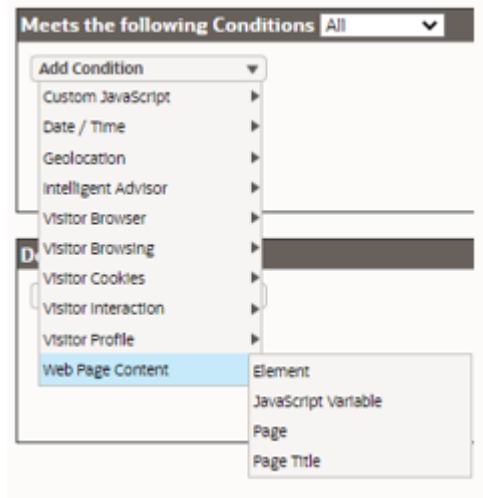 Meets the following Conditions All
Add Condition
Custom JavaScript
Date / Time
Geolocation
Intelligent Advisor
Visitor Browser
Visitor Browsing
Visitor Cookies
Visitor Interaction
Visitor Profile
Web Page Content
Element
JavaScript Variable
Page
Page Title